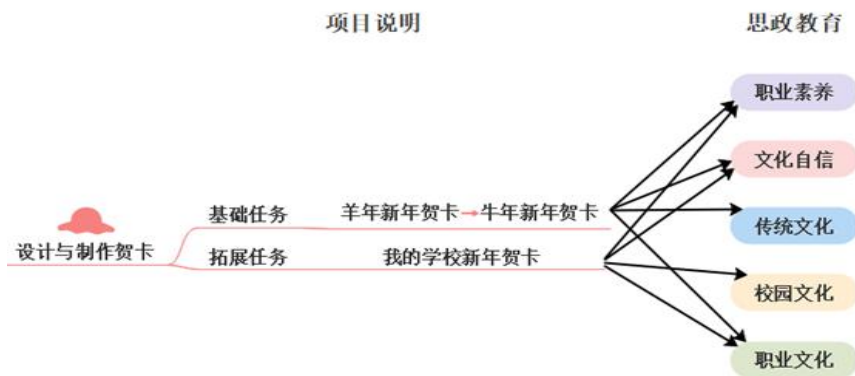 项目说明
思政教育
职业素养
文化自信
基础任务 羊年新年贺卡 牛年新年贺卡
传统文化
设计与制作贺卡
拓展任务 我的学校新年贺卡
校园文化
职业文化